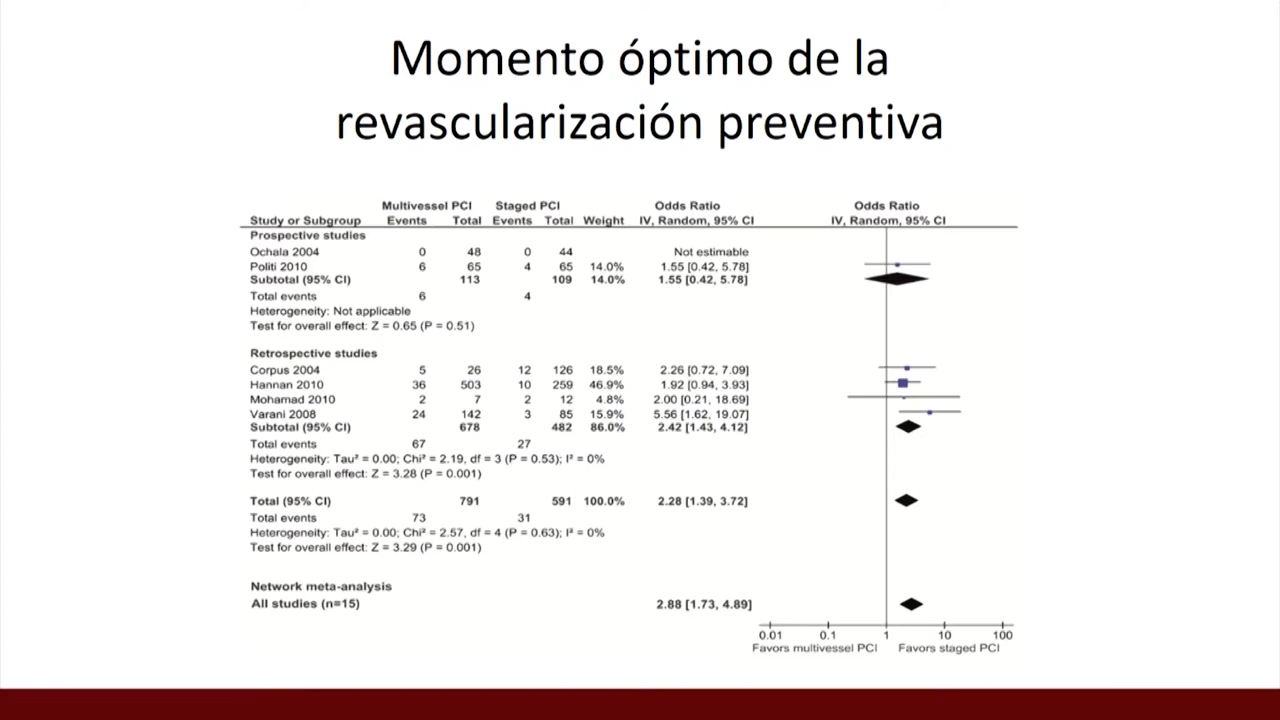 Momento óptimo de la
revascularización preventiva
Multivessel PCI Staged PCI Odds Ratio Odds Ratio
Study or Subgroup Events Total Events Total Weight IV, Random, 95% CI IV, Random, 95% CI
Prospective studies
Ochala 2004 0 48 0 44 Not estimable
Politi 2010 6 65 4 65 14.0% 1.55 [0.42, 5.78]
Subtotal (95% CI) 113 109 14.0% 1.55 [0.42, 5.78]
Total events 6 4
Heterogeneity: Not applicable
Test for overall effect: Z = 0.65 (P = 0.51)
Retrospective studies
Corpus 2004 5 26 12 126 18.5% 2.26 [0.72, 7.09]
Hannan 2010 36 503 10 259 46.9% 1.92 [0.94, 3.93]
Mohamad 2010 2 7 2 12 4.8% 2.00 [0.21, 18.69]
Varani 2008 24 142 3 85 15.9% 5.56 [1.62, 19.07]
Subtotal (95% CI) 678 482 86.0% 2.42 [1.43, 4.12]
Total events 67 27
Heterogeneity: Tau² = 0.00; Chi² = 2.19, df = 3 (P = 0.53); I² = 0%
Test for overall effect: Z = 3.28 (P = 0.001)
Total (95% CI) 791 591 100.0% 2.28 [1.39, 3.72]
Total events 73 31
Heterogeneity: Tau² = 0.00; Chi² = 2.57, df = 4 (P = 0.63); I² = 0%
Test for overall effect: Z = 3.29 (P = 0.001)
Network meta-analysis
All studies (n=15) 2.88 [1.73, 4.89]
0.01 0.1 1 10 100
Favors multivessel PCI Favors staged PCI